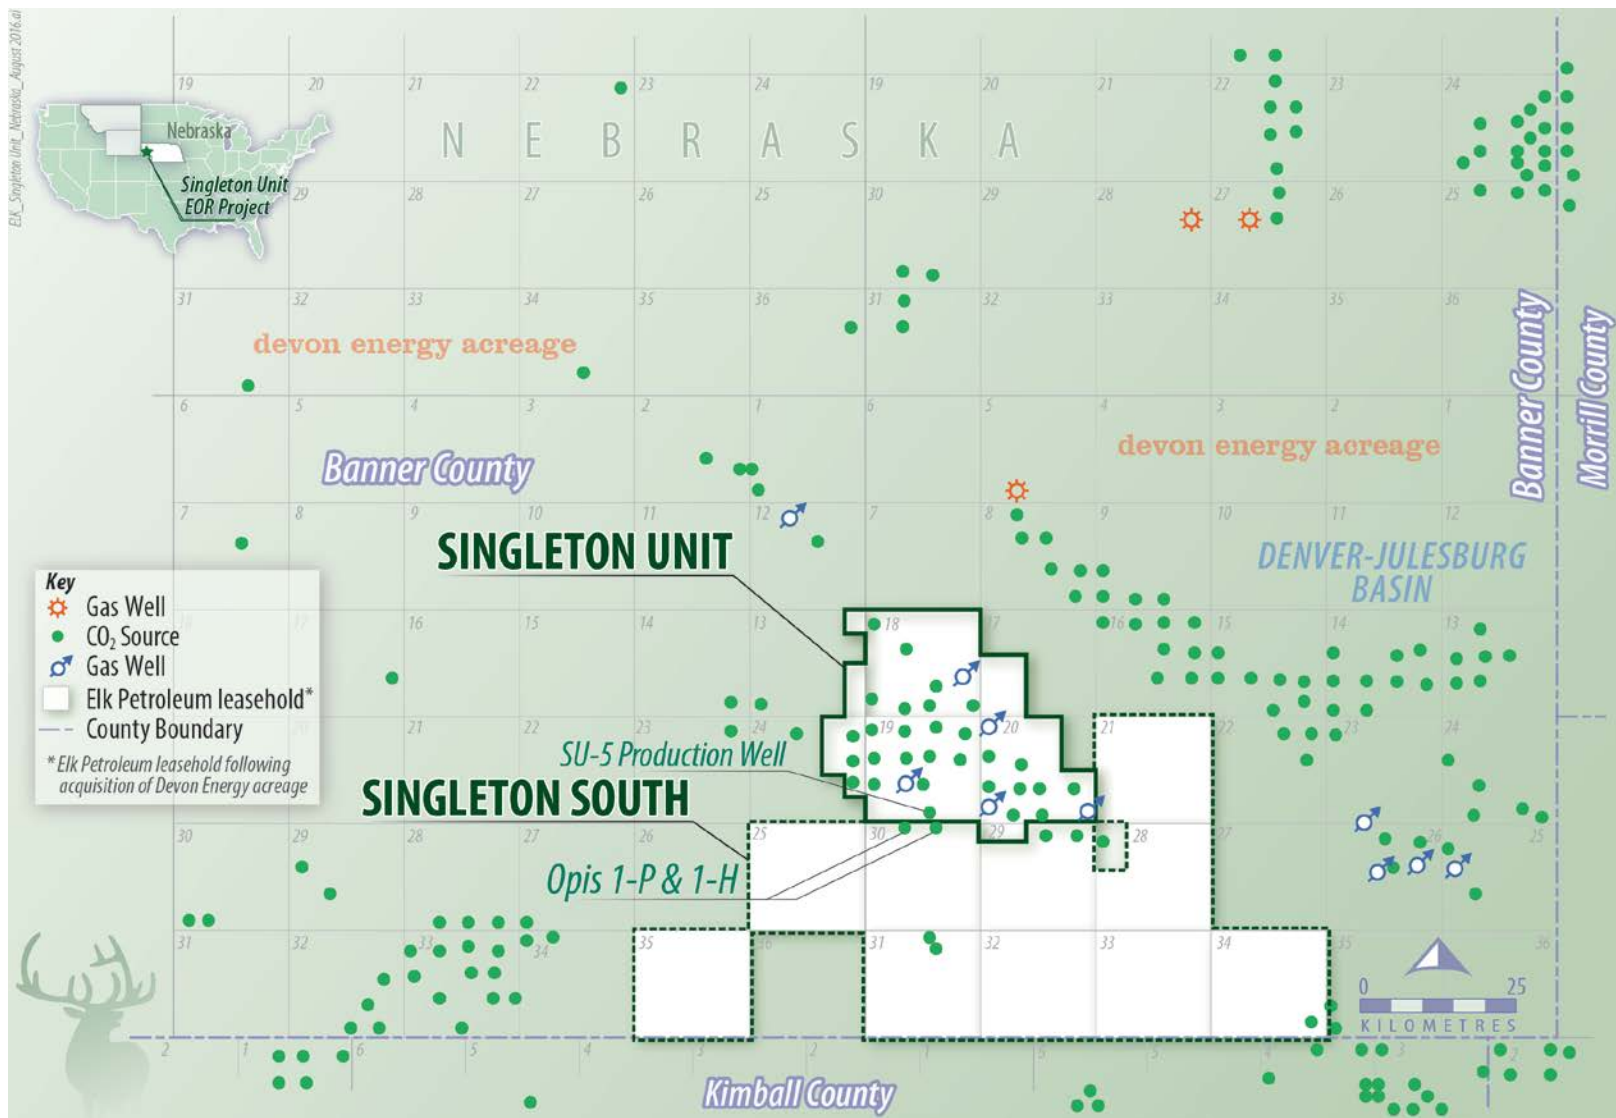 ELK_Singleton Unit_Nebraska_August 2016.ai
19 20 21 22 23 24 19 20 21 22 23 24
NEBRASKA
Nebraska
Singleton Unit
EOR Project
29 28 27 26 25 30 29 28 27
31 32 33 34 35 36 31 32 33 34 35 36
devon energy acreage
Banner County
Morrill County
6 5 4 3 2 1 6 5 4 3 2 1
devon energy acreage
Banner County
7 8 9 10 11 12 7 8 9 10 11 12
SINGLETON UNIT
DENVER-JULESBURG
BASIN
Key
Gas Well
CO₂ Source
Gas Well
Elk Petroleum leasehold*
County Boundary
* Elk Petroleum leasehold following
acquisition of Devon Energy acreage
16 15 14 13 18 17 16 15 14 13
21 22 23 24 19 20 21 22 23 24
SU-5 Production Well
SINGLETON SOUTH
30 29 28 27 26 25 30 29 28 27 26 25
Opis 1-P & 1-H
31 32 33 34 35 36 31 32 33 34 35 36
0 25
KILOMETRES
2 1 6 5 4 3 2 1 5 3 4 3 2
Kimball County